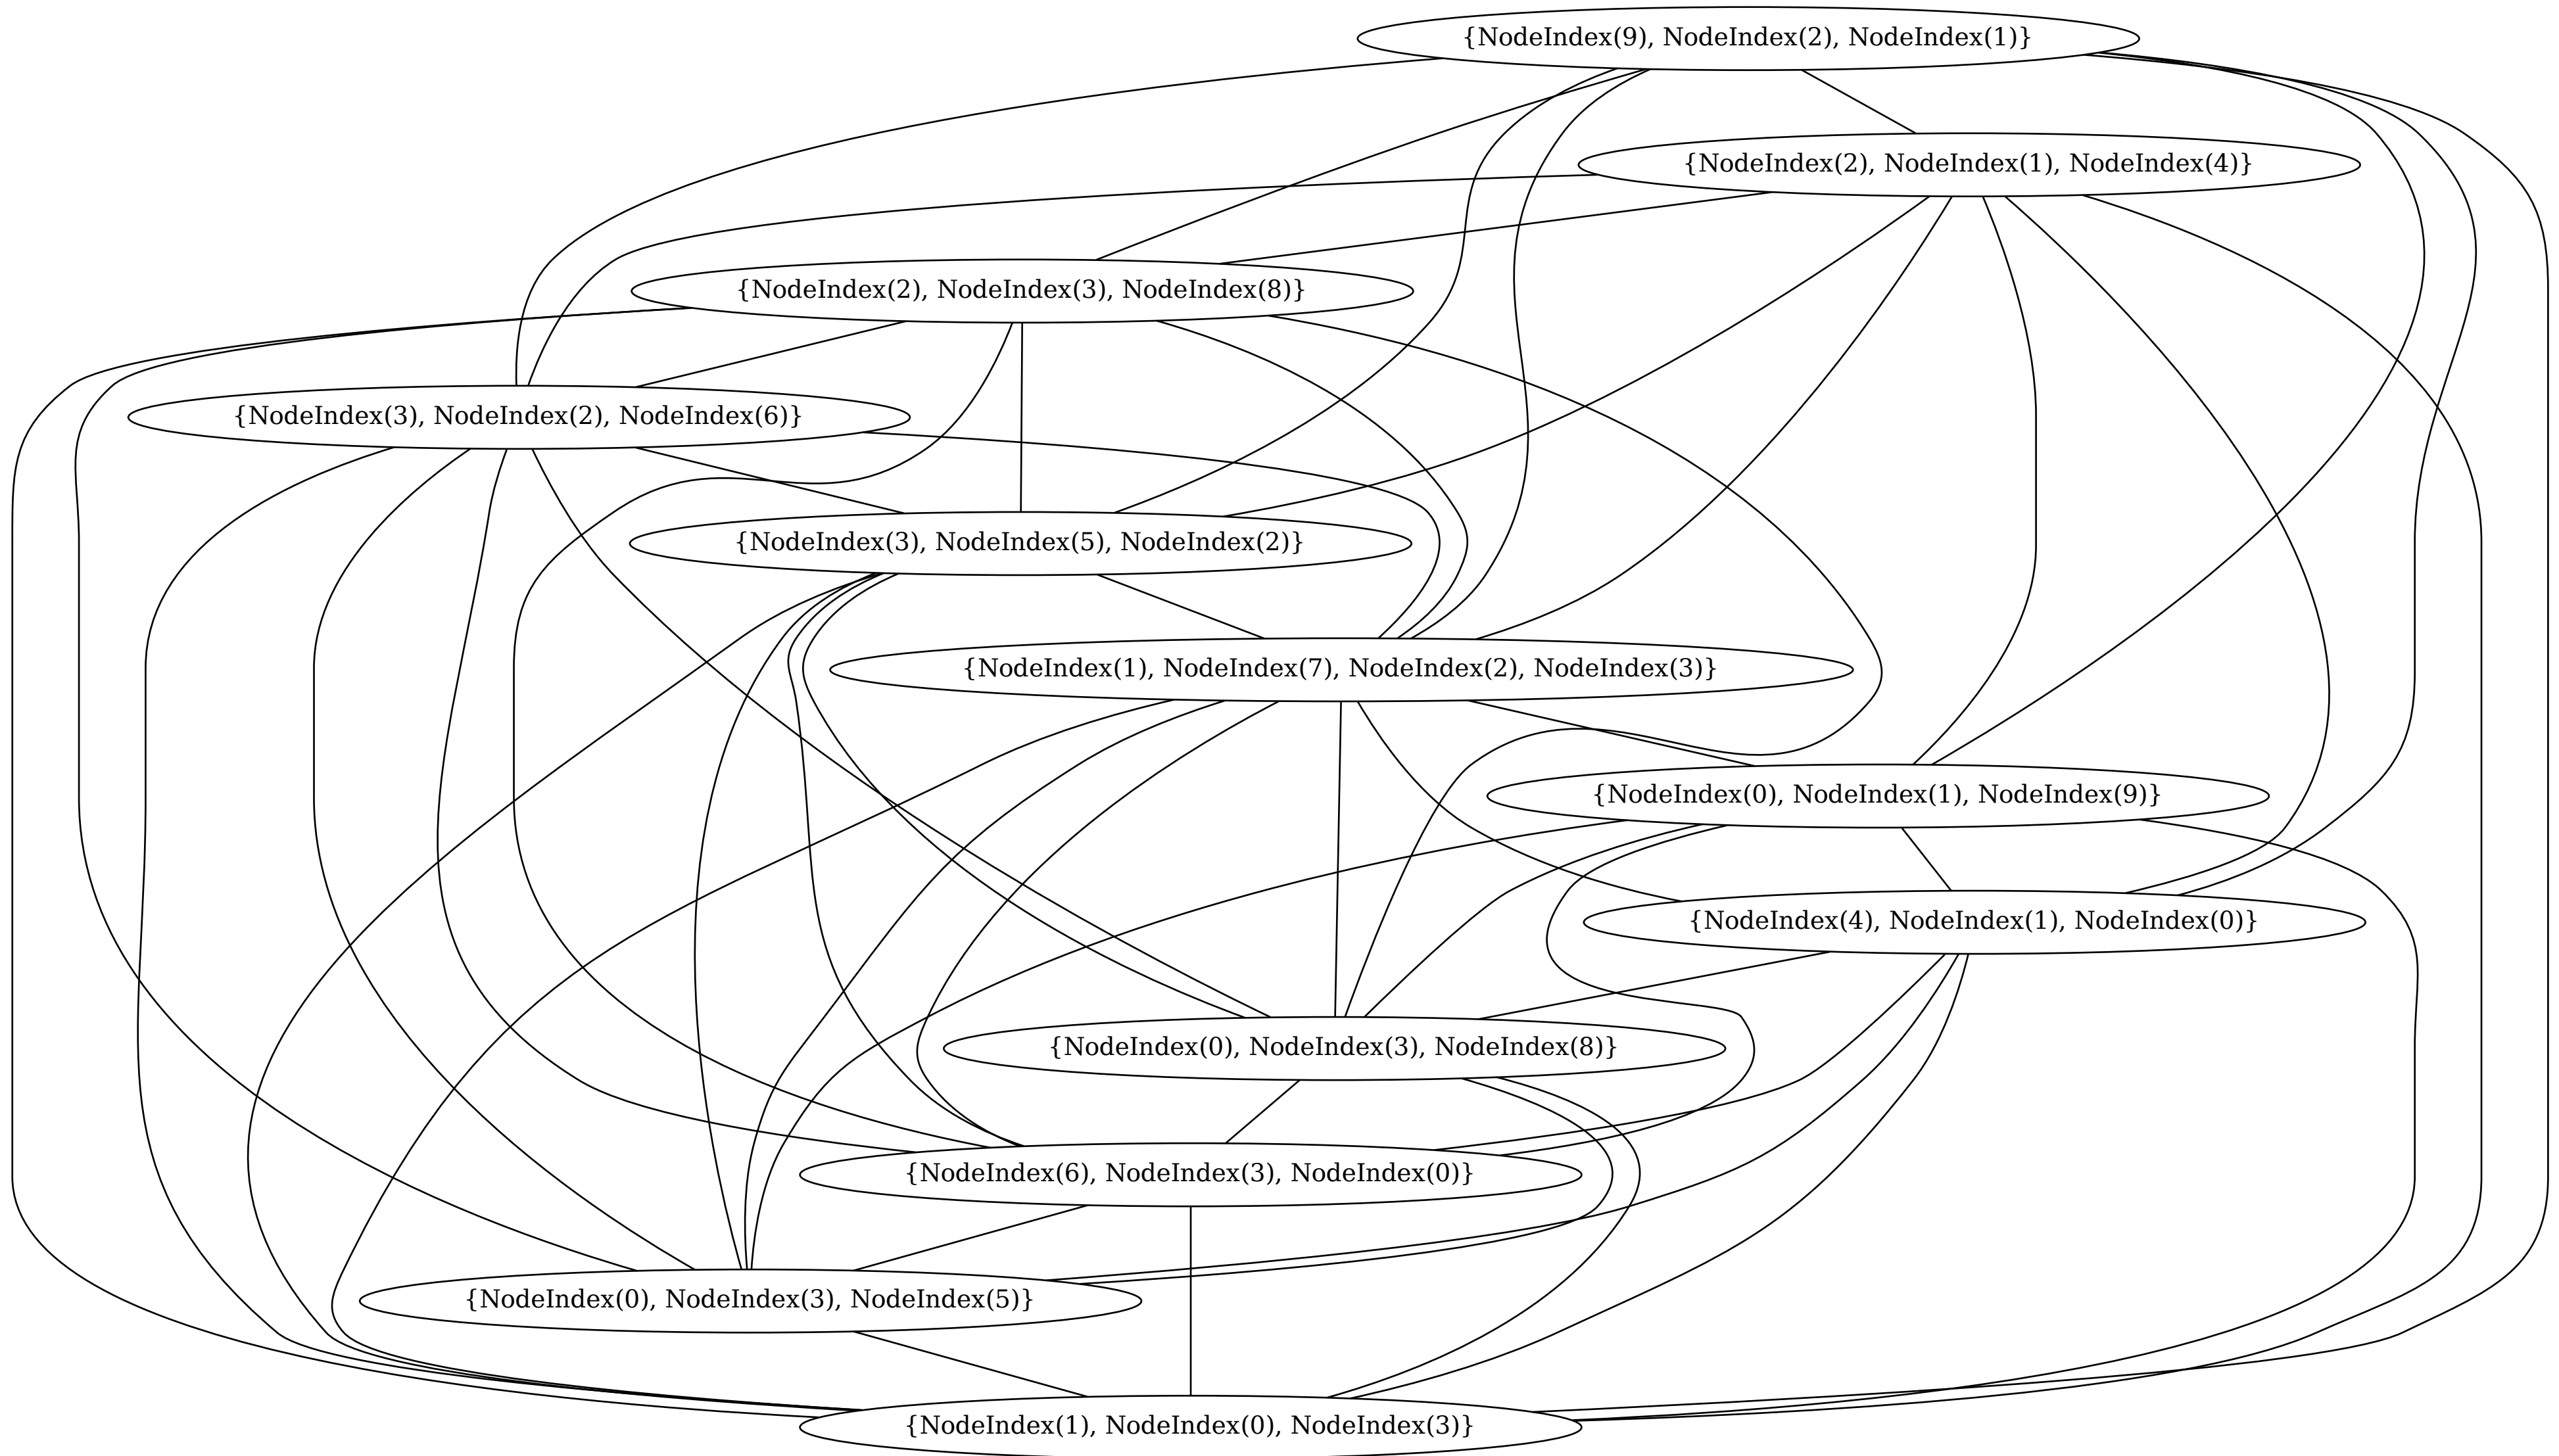 {NodeIndex(9), NodeIndex(2), NodeIndex(1)}
{NodeIndex(2), NodeIndex(1), NodeIndex(4)}
{NodeIndex(2), NodeIndex(3), NodeIndex(8)}
{NodeIndex(3), NodeIndex(2), NodeIndex(6)}
{NodeIndex(3), NodeIndex(5), NodeIndex(2)}
{NodeIndex(1), NodeIndex(7), NodeIndex(2), NodeIndex(3)}
{NodeIndex(0), NodeIndex(1), NodeIndex(9)}
{NodeIndex(4), NodeIndex(1), NodeIndex(0)}
{NodeIndex(0), NodeIndex(3), NodeIndex(8)}
{NodeIndex(6), NodeIndex(3), NodeIndex(0)}
{NodeIndex(0), NodeIndex(3), NodeIndex(5)}
{NodeIndex(1), NodeIndex(0), NodeIndex(3)}